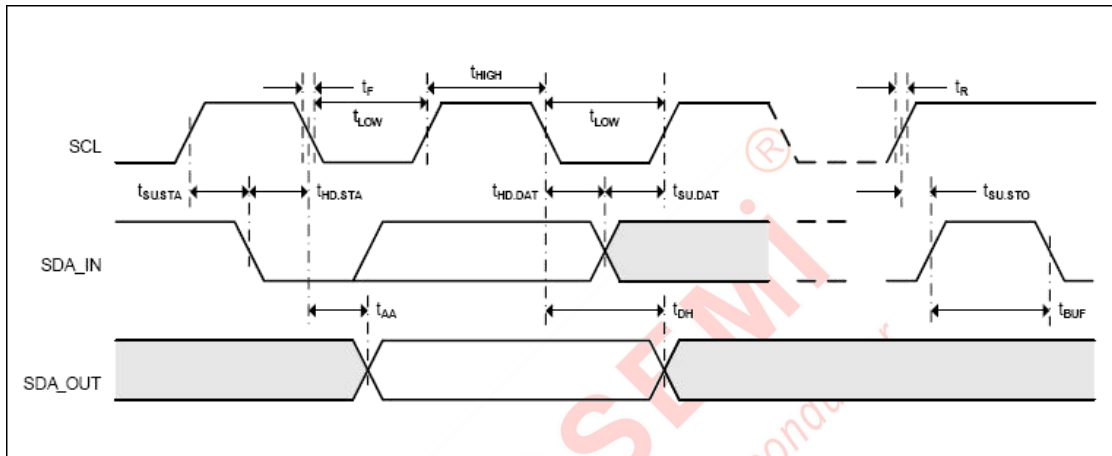 tF
tHIGH
tR
tLOW
tLOW
SCL
®
tSU.STA
tHD.STA
tHD.DAT
tSU.DAT
tSU.STO
SDA_IN
tAA
tDH
tBUF
SDA_OUT
SEMI